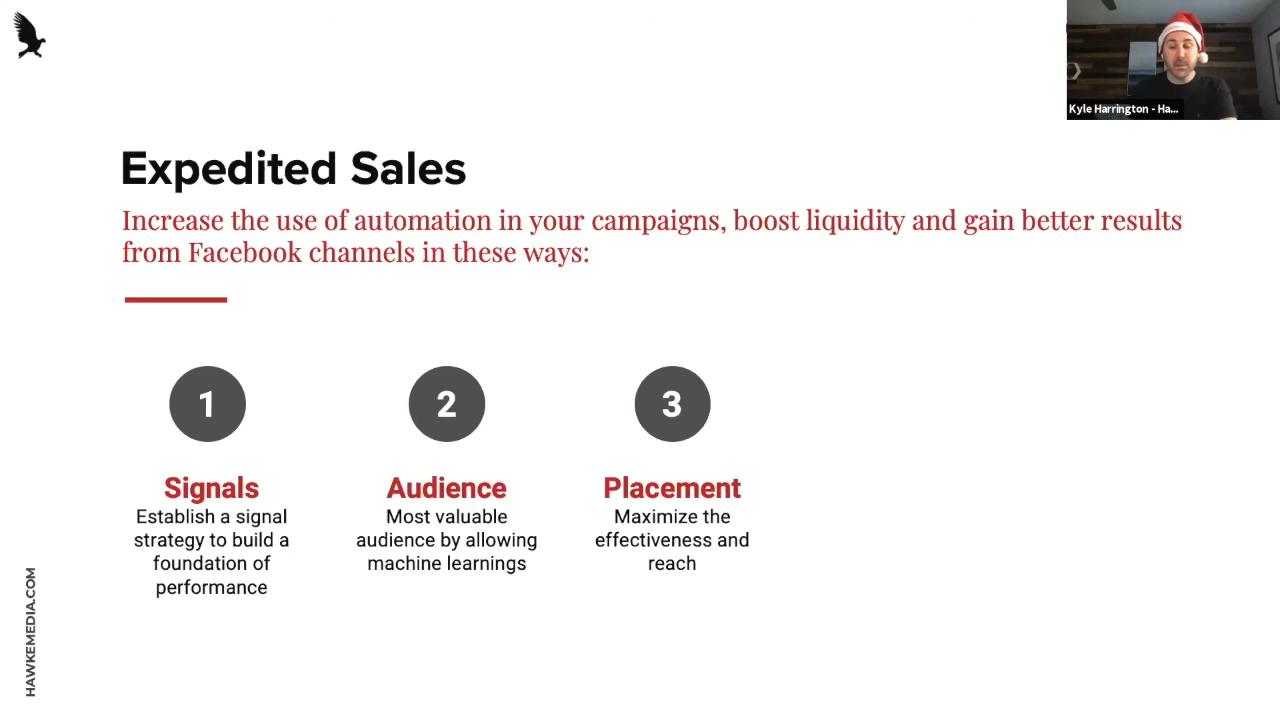 Kyle Harrington - Ha...
Expedited Sales
Increase the use of automation in your campaigns, boost liquidity and gain better results
from Facebook channels in these ways:
1
2
3
Signals
Establish a signal
strategy to build a
foundation of
performance
Audience
Most valuable
audience by allowing
machine learnings
Placement
Maximize the
effectiveness and
reach
HAWKEMEDIA.COM